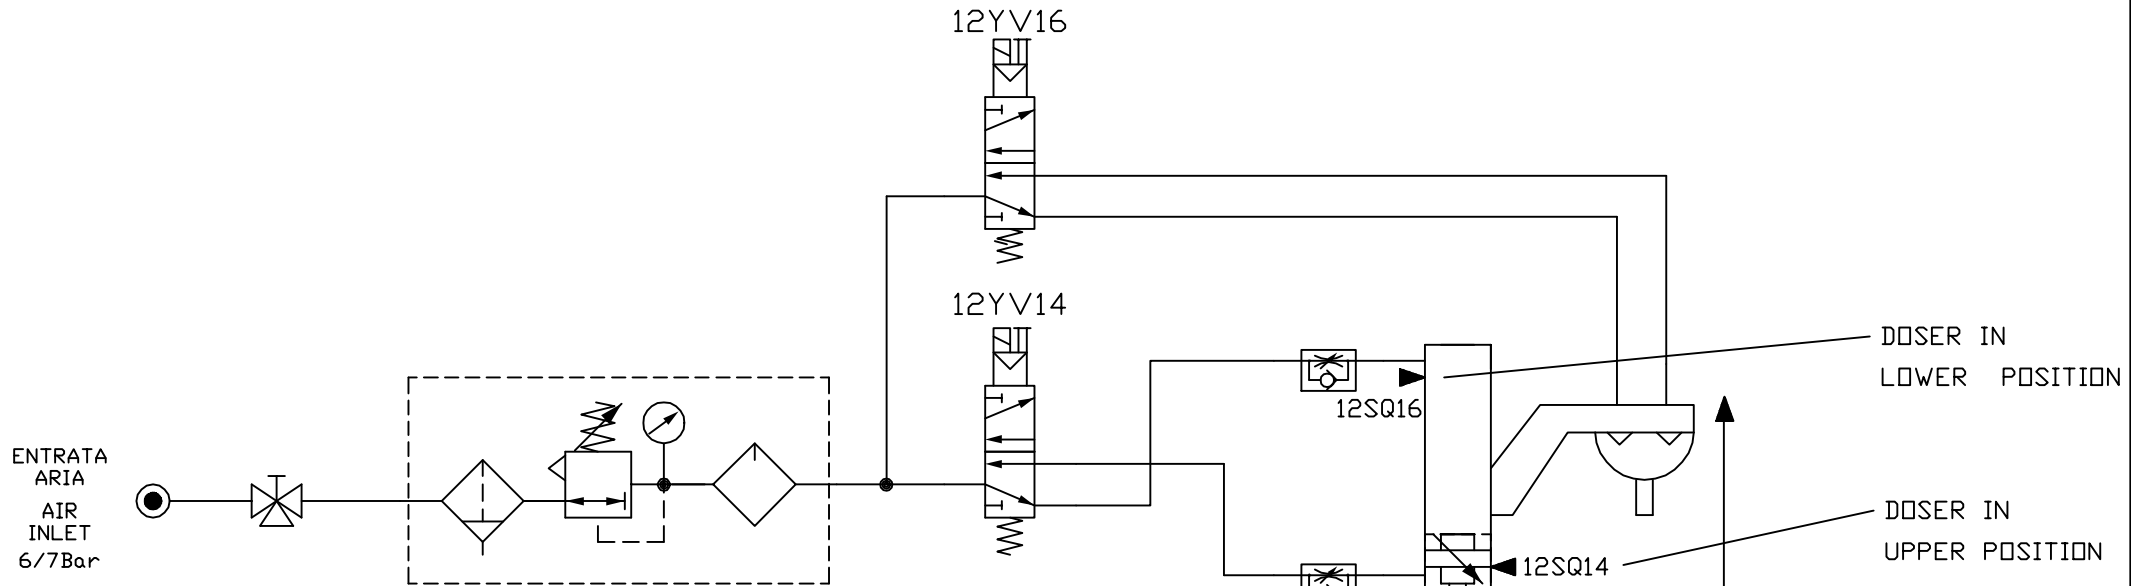 12YV16
12YV14
DOSER IN
LOWER POSITION
12SQ16
ENTRATA
ARIA
AIR
INLET
6/7Bar
DOSER IN
UPPER POSITION
12SQ14